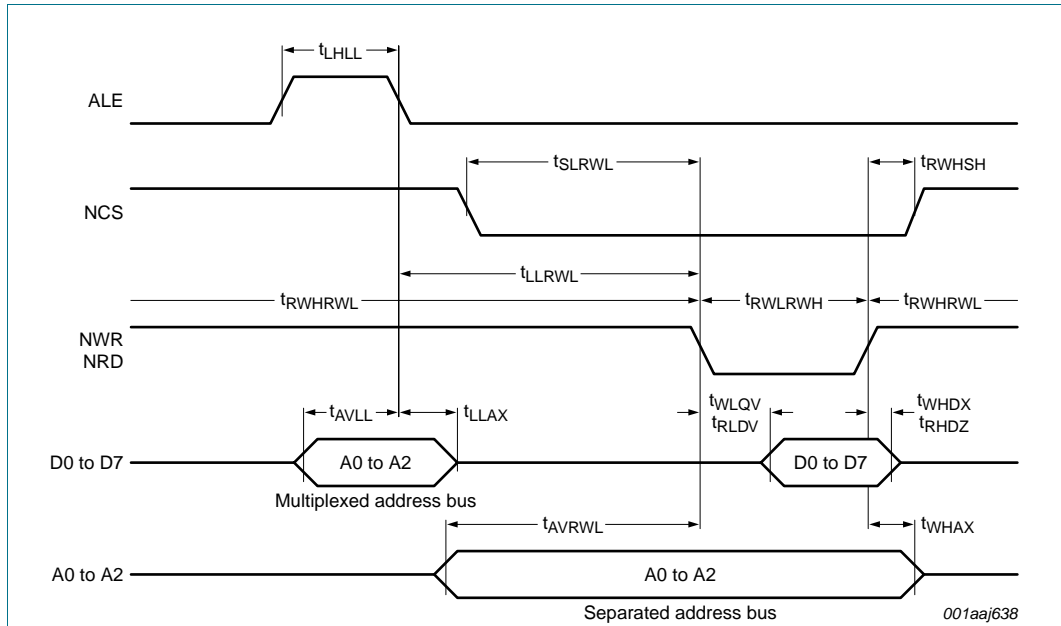 tLHLL
ALE
tSLRWL
tRWHSH
NCS
tLLRWL
tRWHRWL
tRWLRWH
tRWHRWL
NWR
NRD
tAVLL
tLLAX
tWLQV
tRLDV
tWHDX
tRHDZ
D0 to D7
A0 to A2
D0 to D7
Multiplexed address bus
tAVRWL
tWHAX
A0 to A2
A0 to A2
Separated address bus
001aaj638